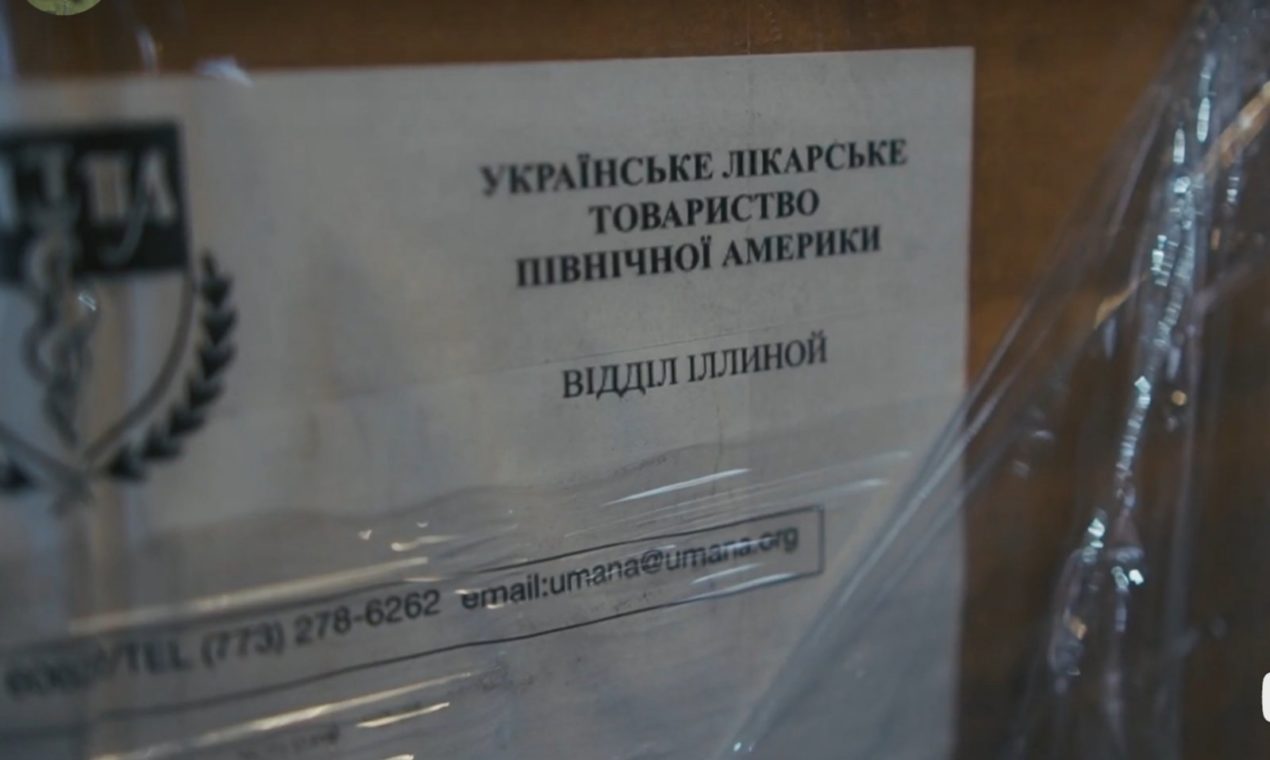 УКРАЇНСЬКЕ ЛІКАРСЬКЕ
ТОВАРИСТВО
ПІВНІЧНОЇ АМЕРИКИ
ВІДДІЛ ІЛЛИНОЙ
/TEL (773) 278-6262 email:umana@umana.org